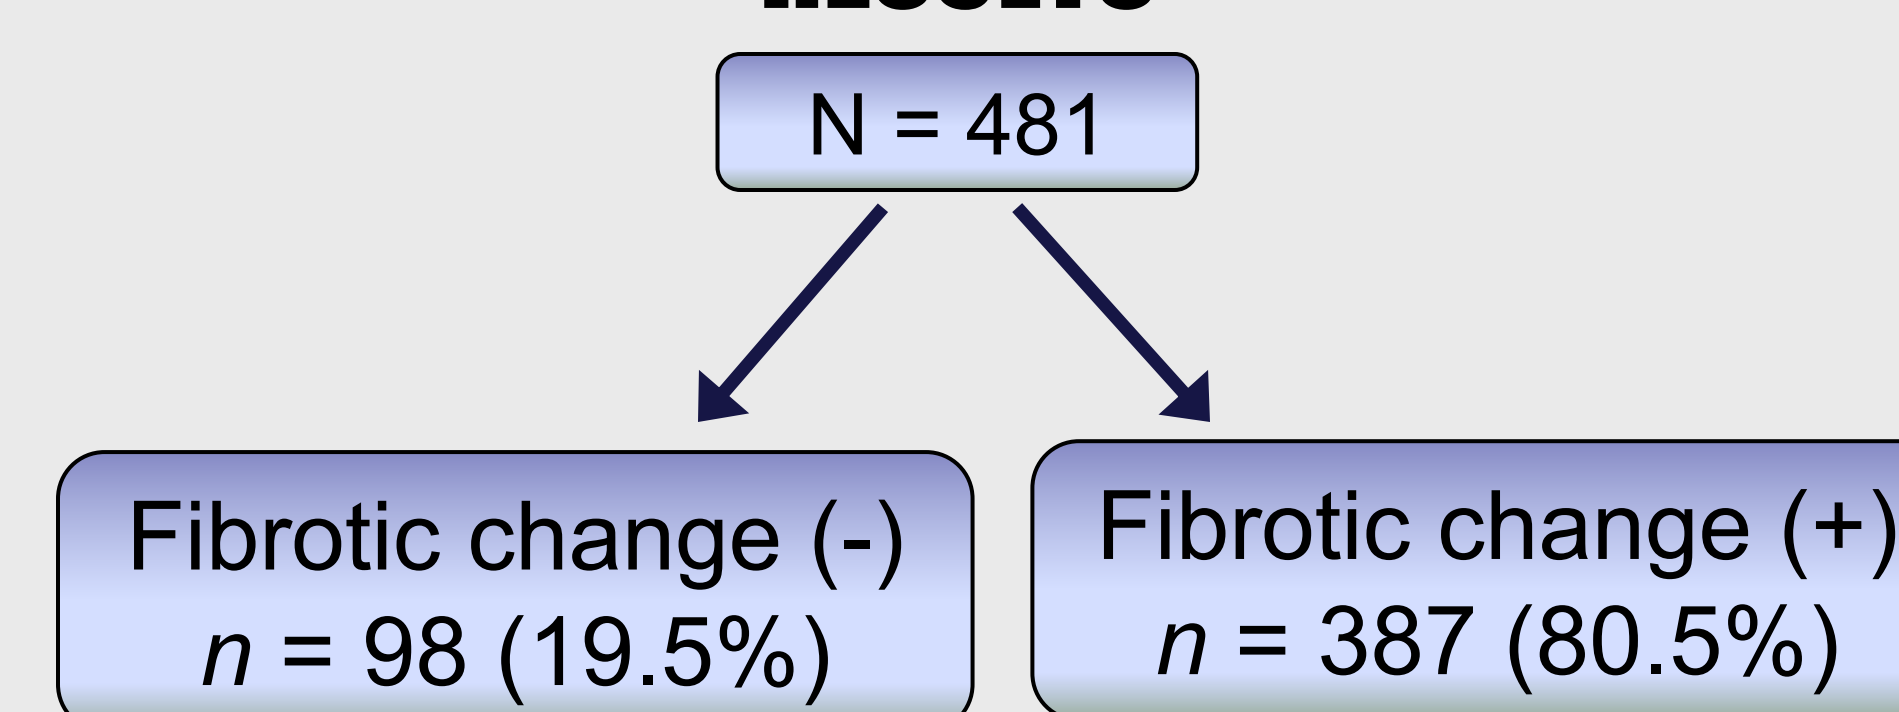 N = 481
Fibrotic change (-)
n = 98 (19.5%)
Fibrotic change (+)
n = 387 (80.5%)